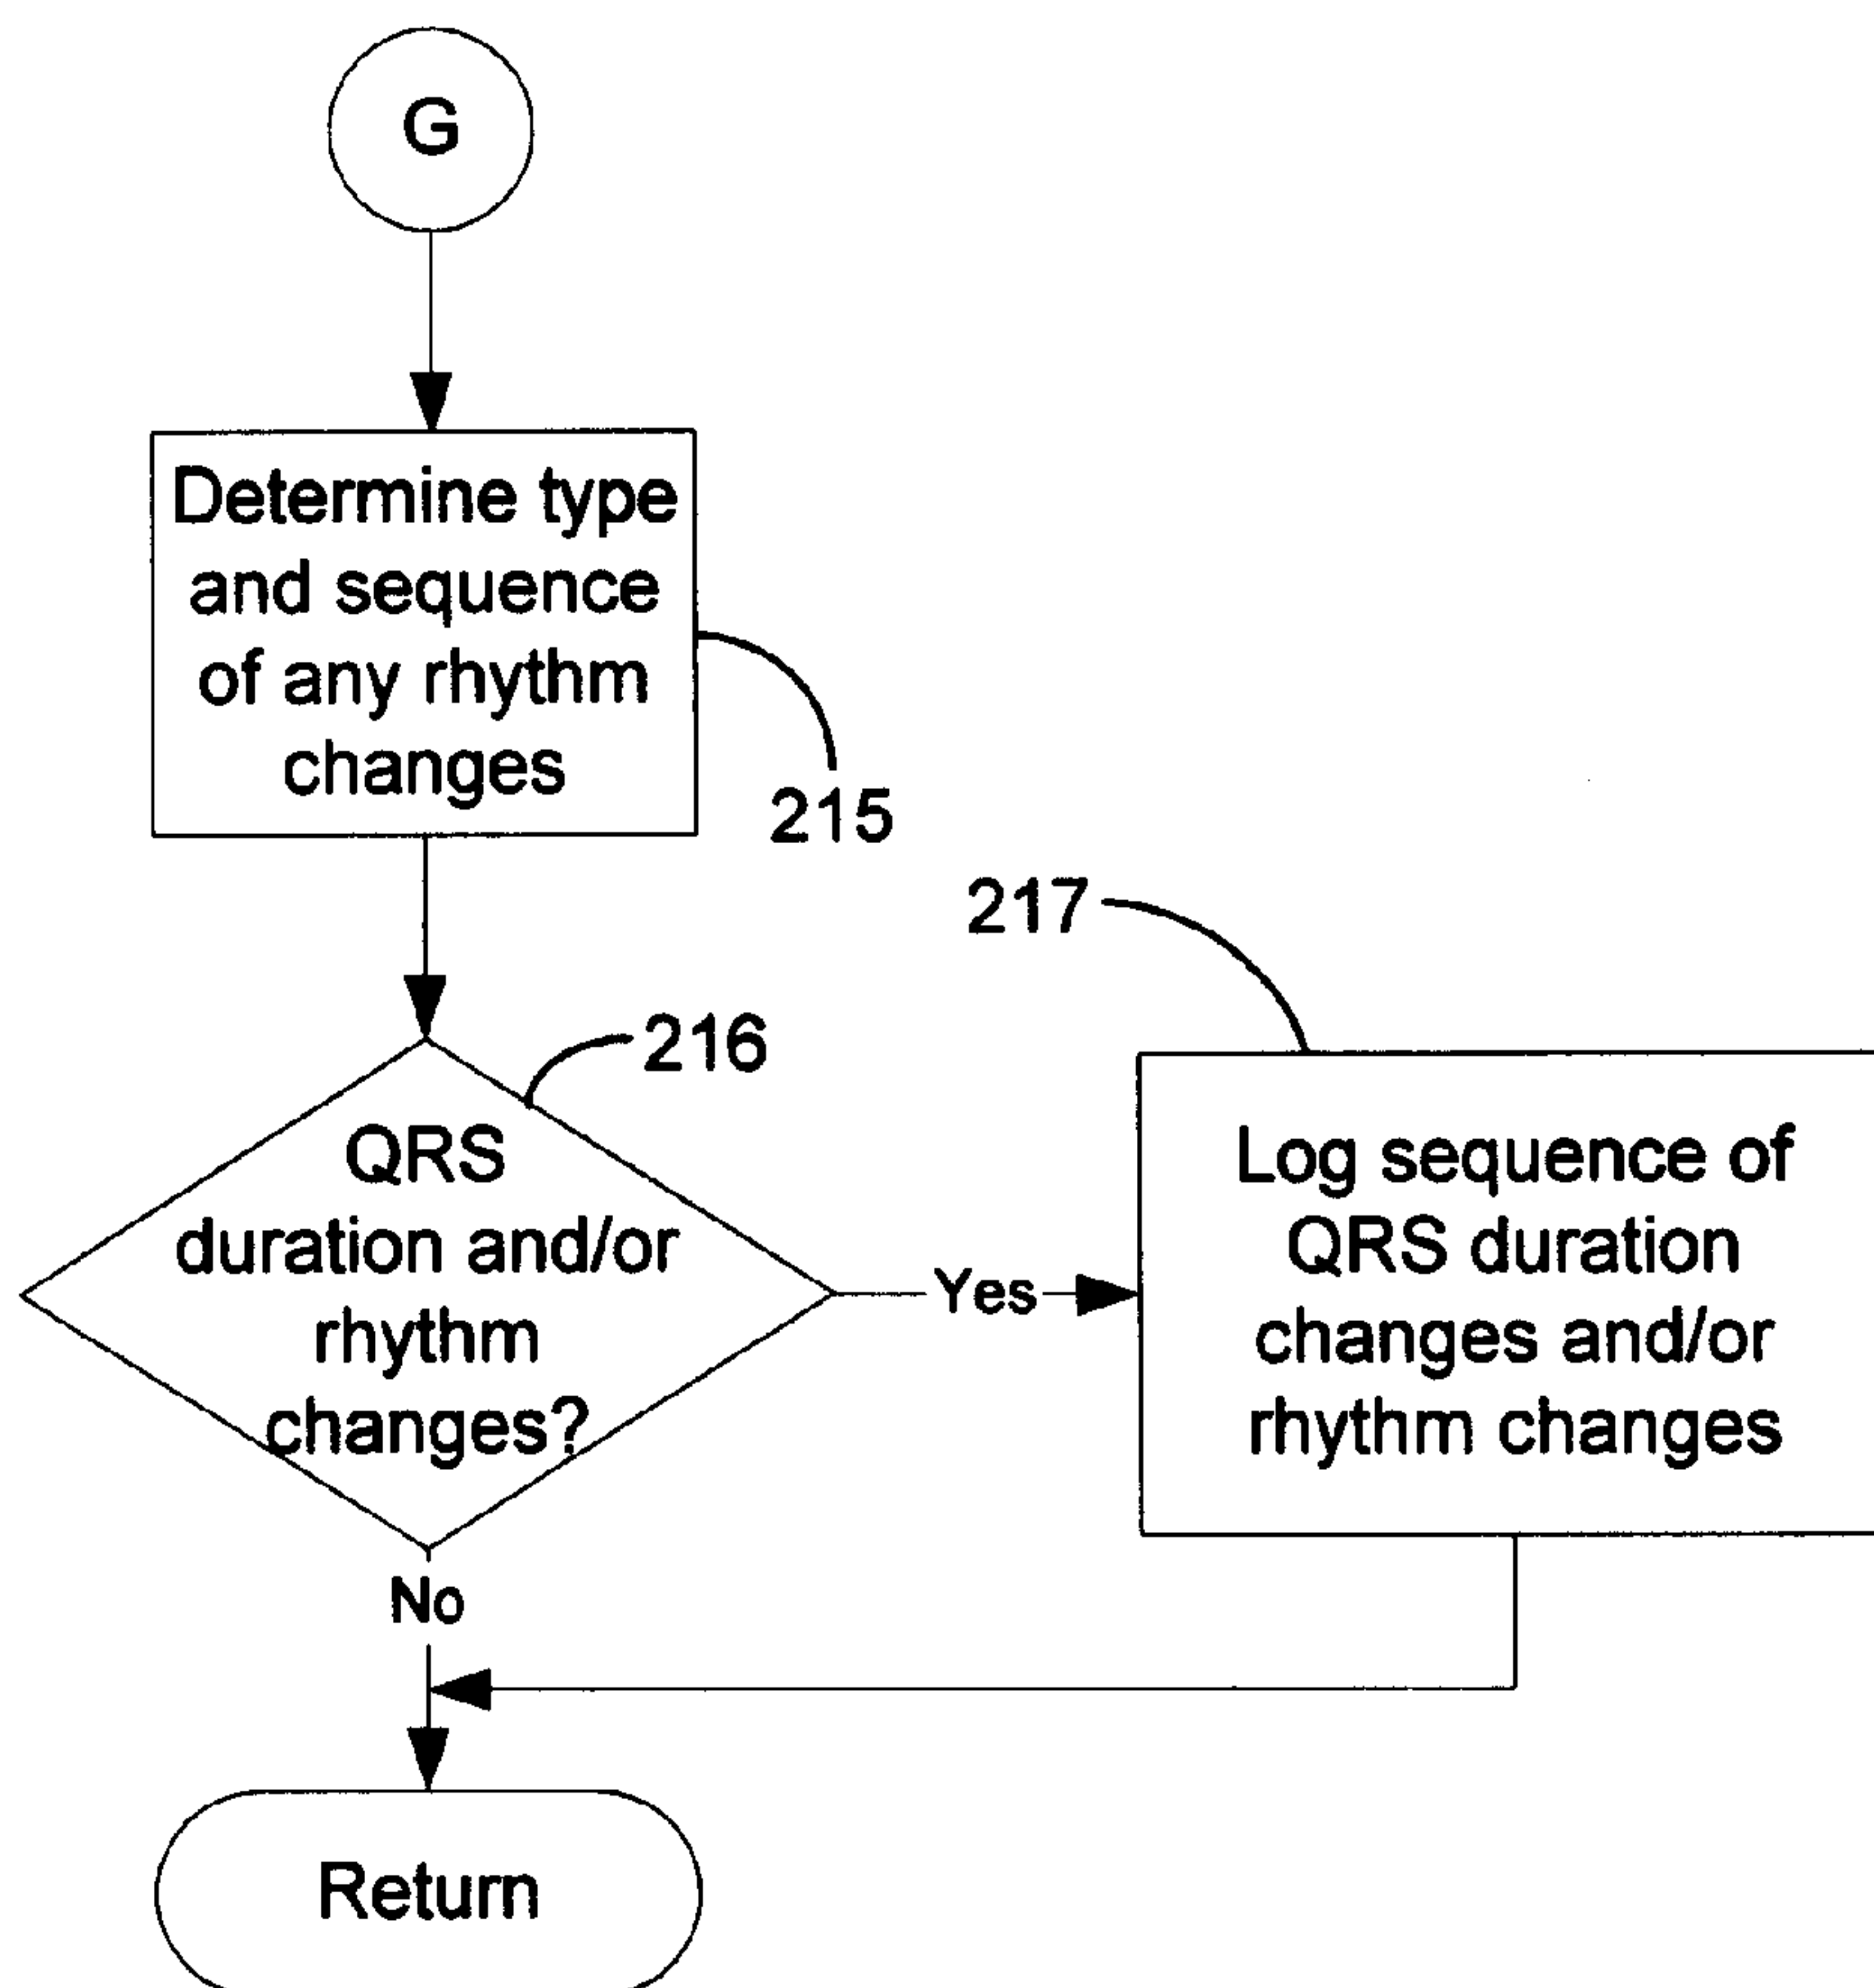 G
Determine type
and sequence
of any rhythm
changes
215
217
216
QRS
duration and/or
rhythm
changes?
Yes
Log sequence of
QRS duration
changes and/or
rhythm changes
No
Return